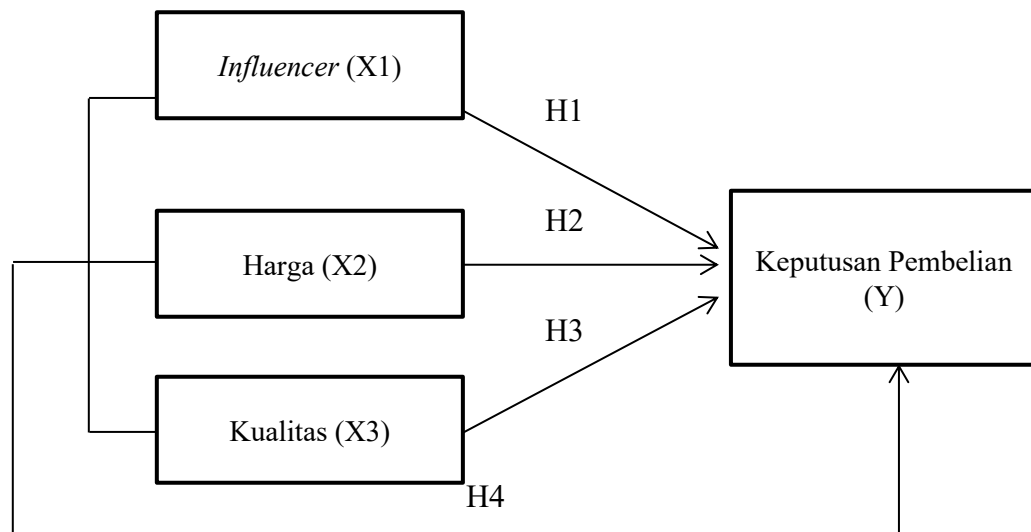 Influencer (X1)
H1
H2
Harga (X2)
Keputusan Pembelian
(Y)
H3
Kualitas (X3)
H4